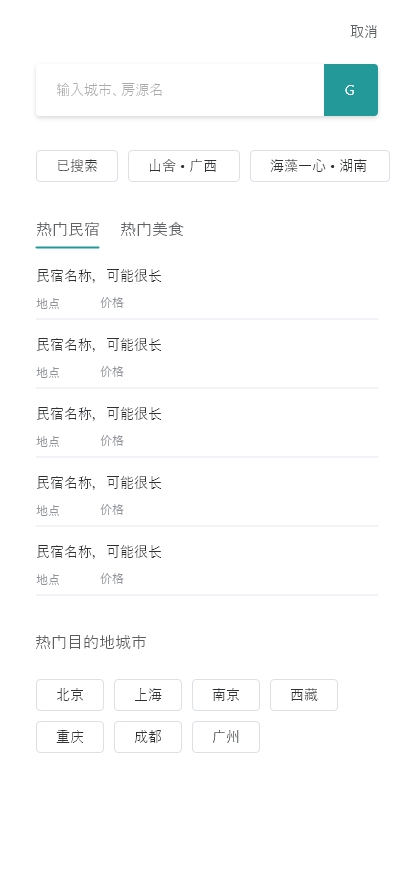 取消
输入城市、房源名 G
已搜索 山舍•广西 海藻一心•湖南
热门民宿 热门美食
民宿名称，可能很长
地点 价格
民宿名称，可能很长
地点 价格
民宿名称，可能很长
地点 价格
民宿名称，可能很长
地点 价格
民宿名称，可能很长
地点 价格
热门目的地城市
北京 上海 南京 西藏
重庆 成都 广州